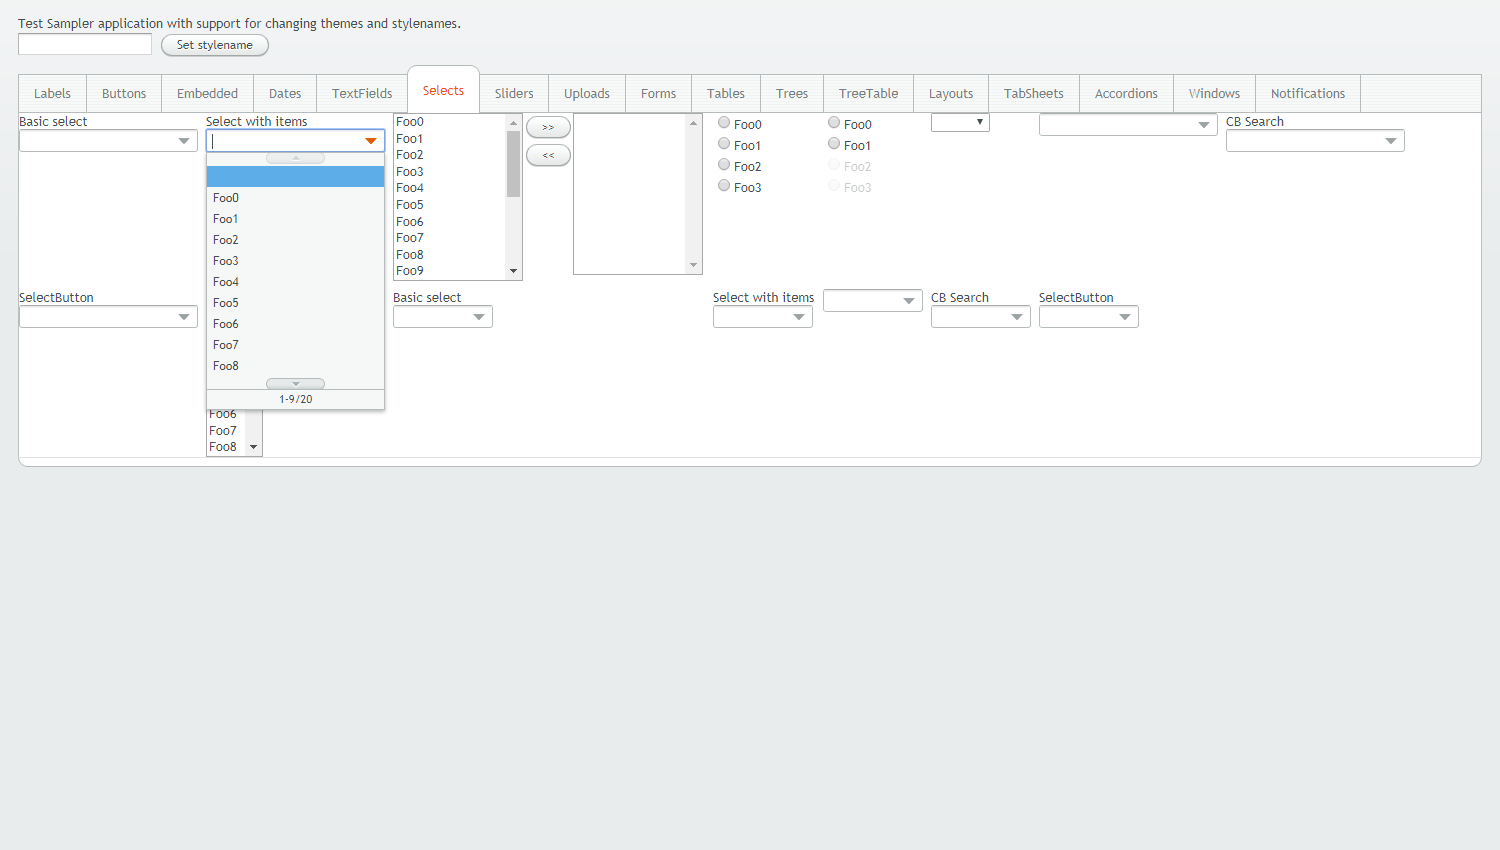 Test Sampler application with support for changing themes and stylenames.
Set stylename
Labels Buttons Embedded Dates TextFields Selects Sliders Uploads Forms Tables Trees TreeTable Layouts TabSheets Accordions Windows Notifications
Basic select
Select with items
Foo0
Foo1
Foo2
Foo3
Foo4
Foo5
Foo6
Foo7
Foo8
1-9/20
Foo6
Foo7
Foo8
Foo0
Foo1
Foo2
Foo3
Foo4
Foo5
Foo6
Foo7
Foo8
Foo9
>>
<<
Foo0
Foo1
Foo2
Foo3
Foo0
Foo1
Foo2
Foo3
CB Search
SelectButton
Basic select
Select with items
CB Search
SelectButton